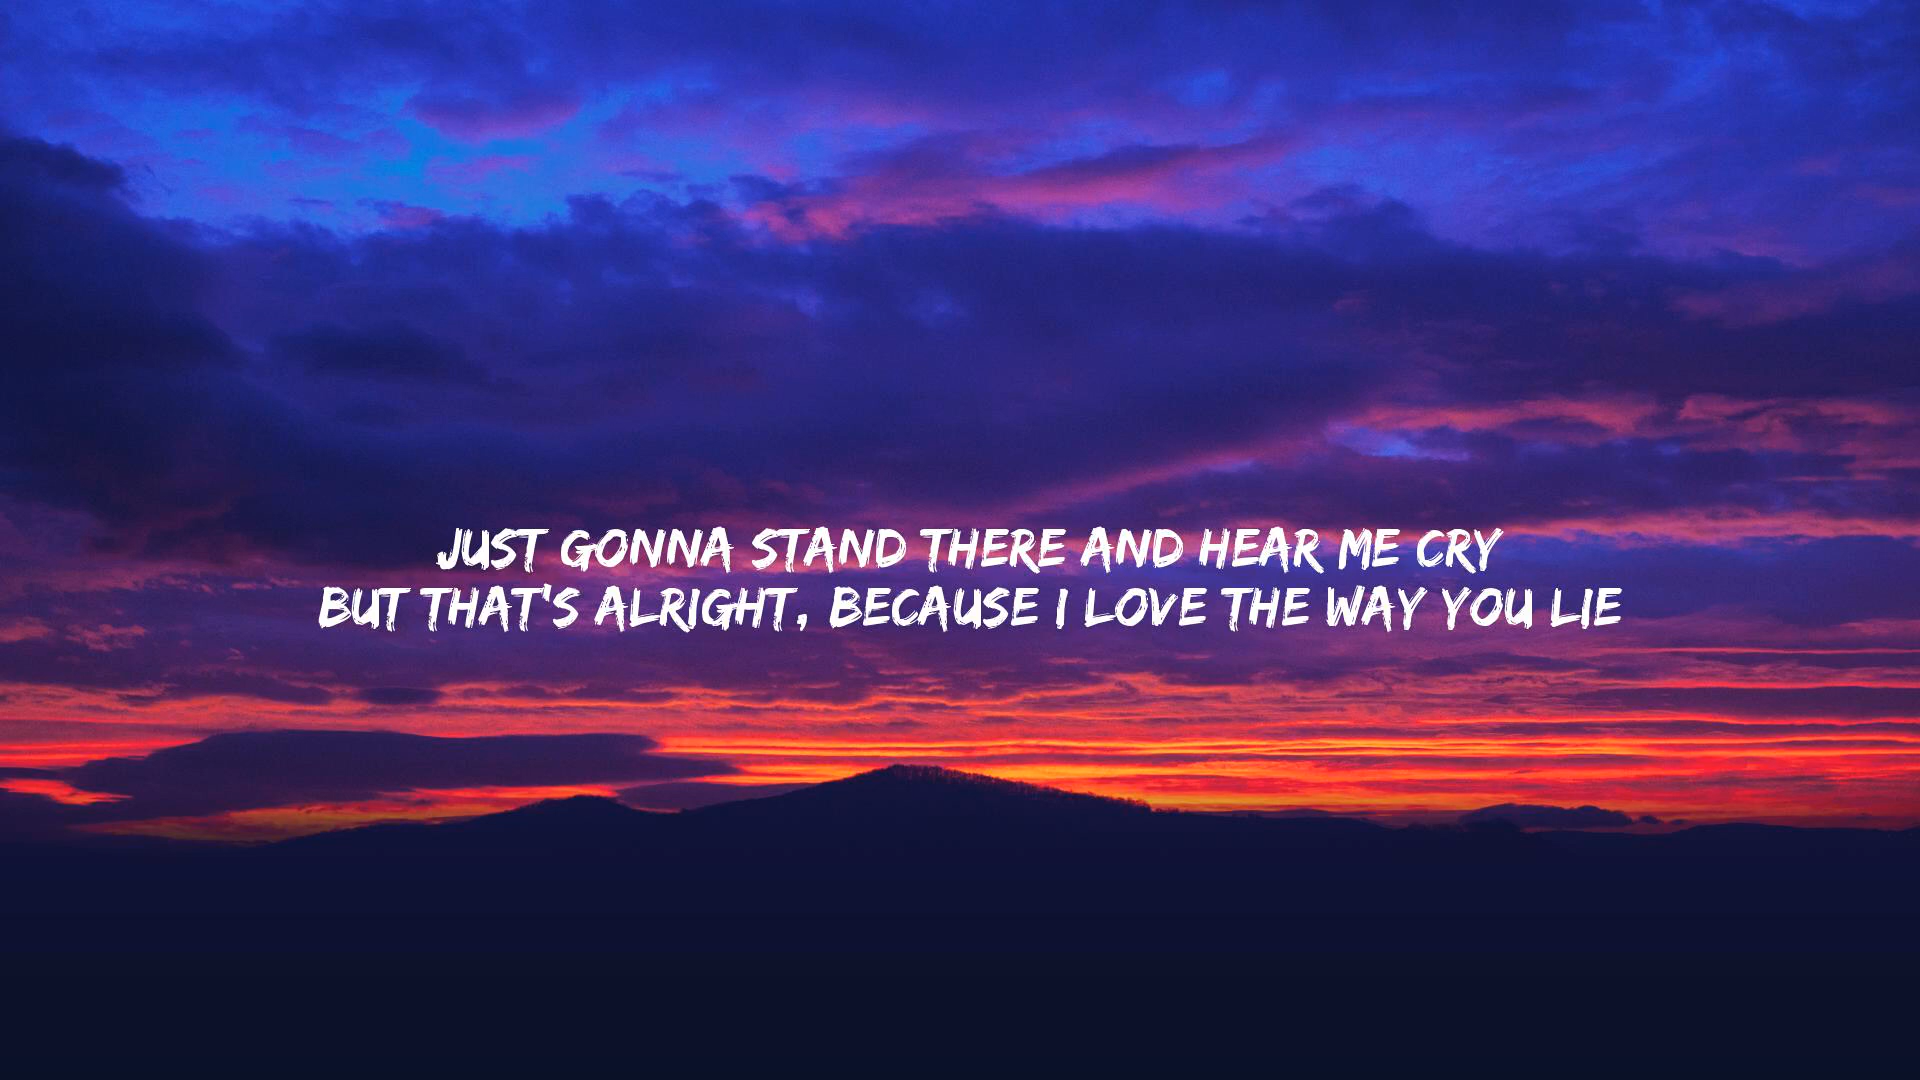 JUST GONNA STAND THERE AND HEAR ME CRY
BUT THAT'S ALRIGHT, BECAUSE I LOVE THE WAY YOU LIE